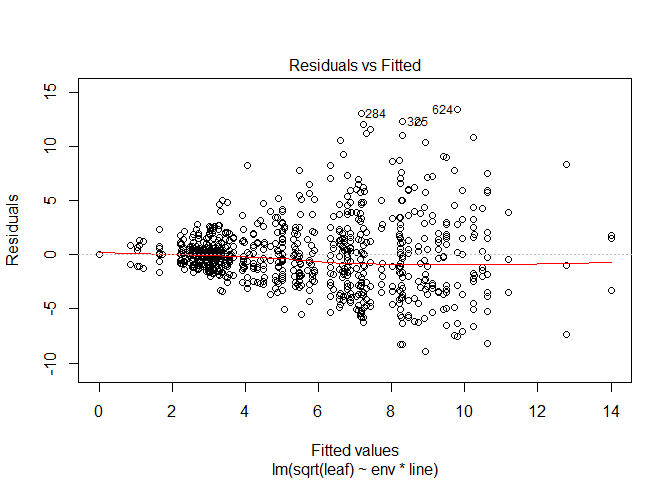 Residuals vs Fitted
Residuals
15
10
5
0
-5
-10
284
325
624
0 2 4 6 8 10 12 14
Fitted values
lm(sqrt(leaf) ~ env * line)